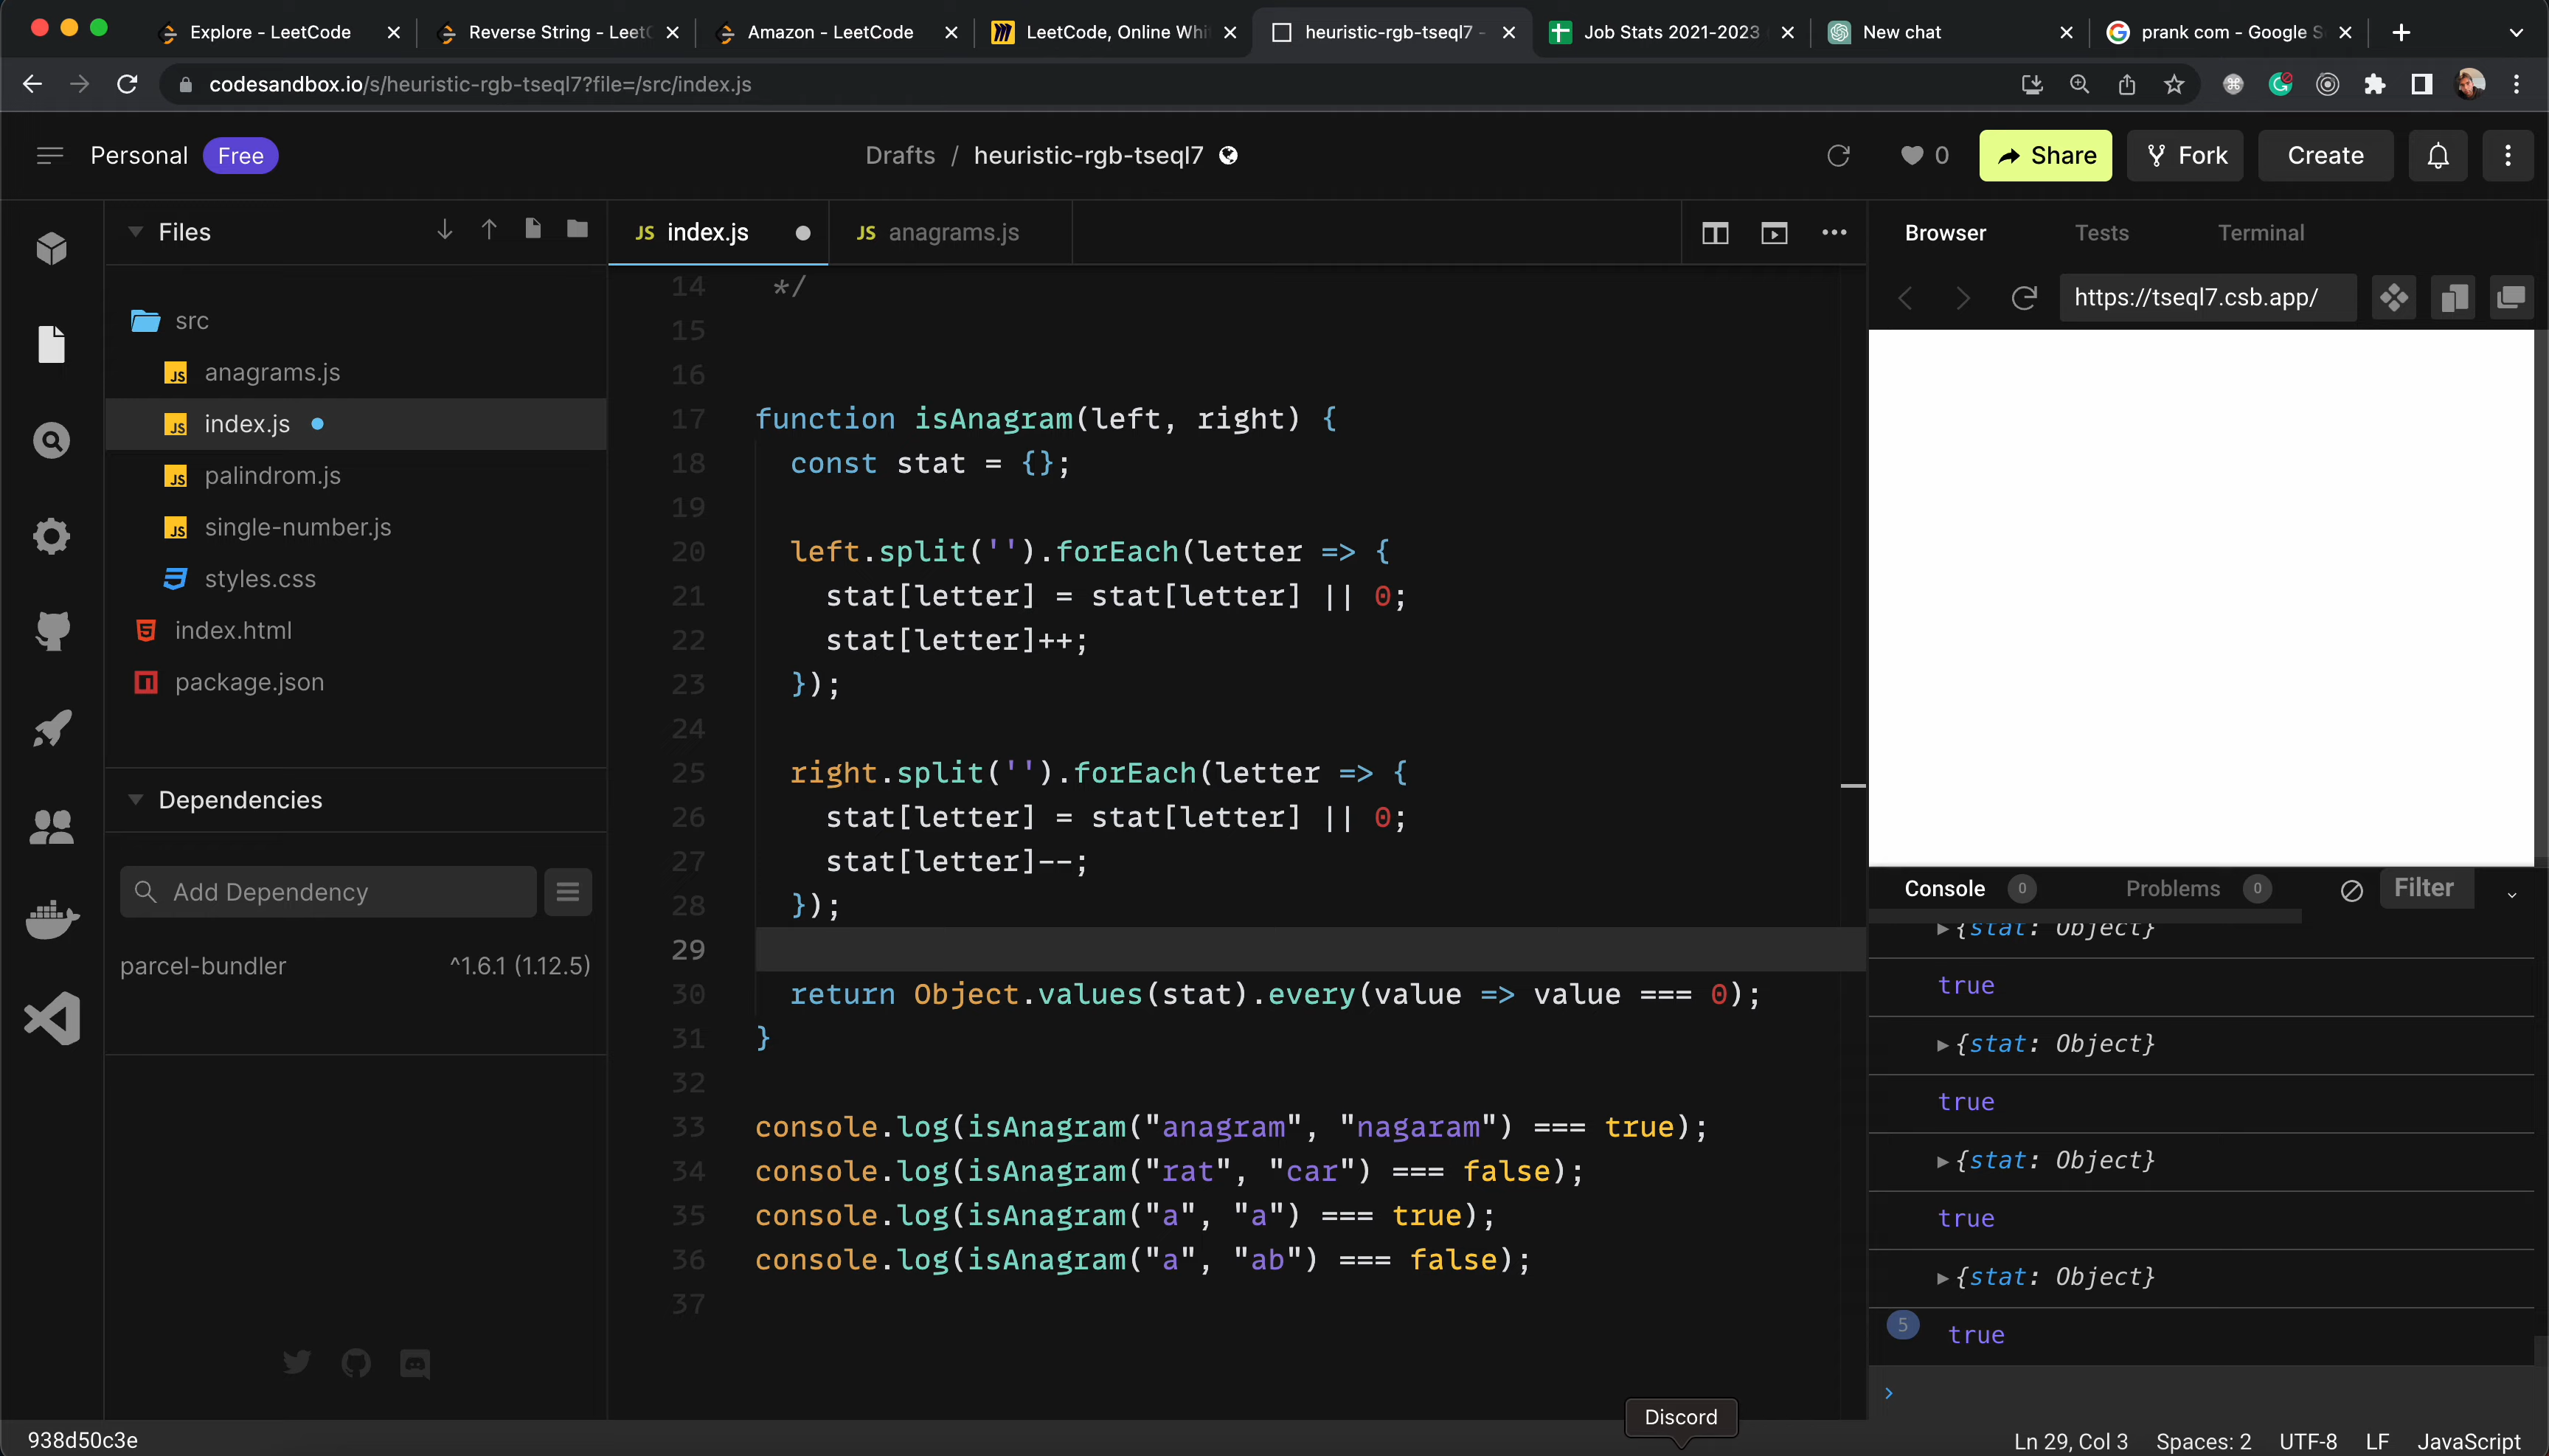 Explore - LeetCode
Reverse String - LeetC
Amazon - LeetCode
LeetCode, Online Whi
heuristic-rgb-tseql7 -
Job Stats 2021-2023
New chat
prank com - Google S
codesandbox.io/s/heuristic-rgb-tseql7?file=/src/index.js
Personal Free
Drafts / heuristic-rgb-tseql7
0
Share
Fork
Create
Files
src
anagrams.js
index.js
palindrom.js
single-number.js
styles.css
index.html
package.json
Dependencies
Add Dependency
parcel-bundler ^1.6.1 (1.12.5)
JS index.js
JS anagrams.js
14 */
15
16
17 function isAnagram(left, right) {
18 const stat = {};
19
20 left.split('').forEach(letter => {
21 stat[letter] = stat[letter] || 0;
22 stat[letter]++;
23 });
24
25 right.split('').forEach(letter => {
26 stat[letter] = stat[letter] || 0;
27 stat[letter]--;
28 });
29
30 return Object.values(stat).every(value => value === 0);
31 }
32
33 console.log(isAnagram("anagram", "nagaram") === true);
34 console.log(isAnagram("rat", "car") === false);
35 console.log(isAnagram("a", "a") === true);
36 console.log(isAnagram("a", "ab") === false);
37
Browser Tests Terminal
https://tseql7.csb.app/
Console 0 Problems 0 Filter
{stat: Object}
true
{stat: Object}
true
{stat: Object}
true
{stat: Object}
5 true
Discord
938d50c3e
Ln 29, Col 3 Spaces: 2 UTF-8 LF JavaScript